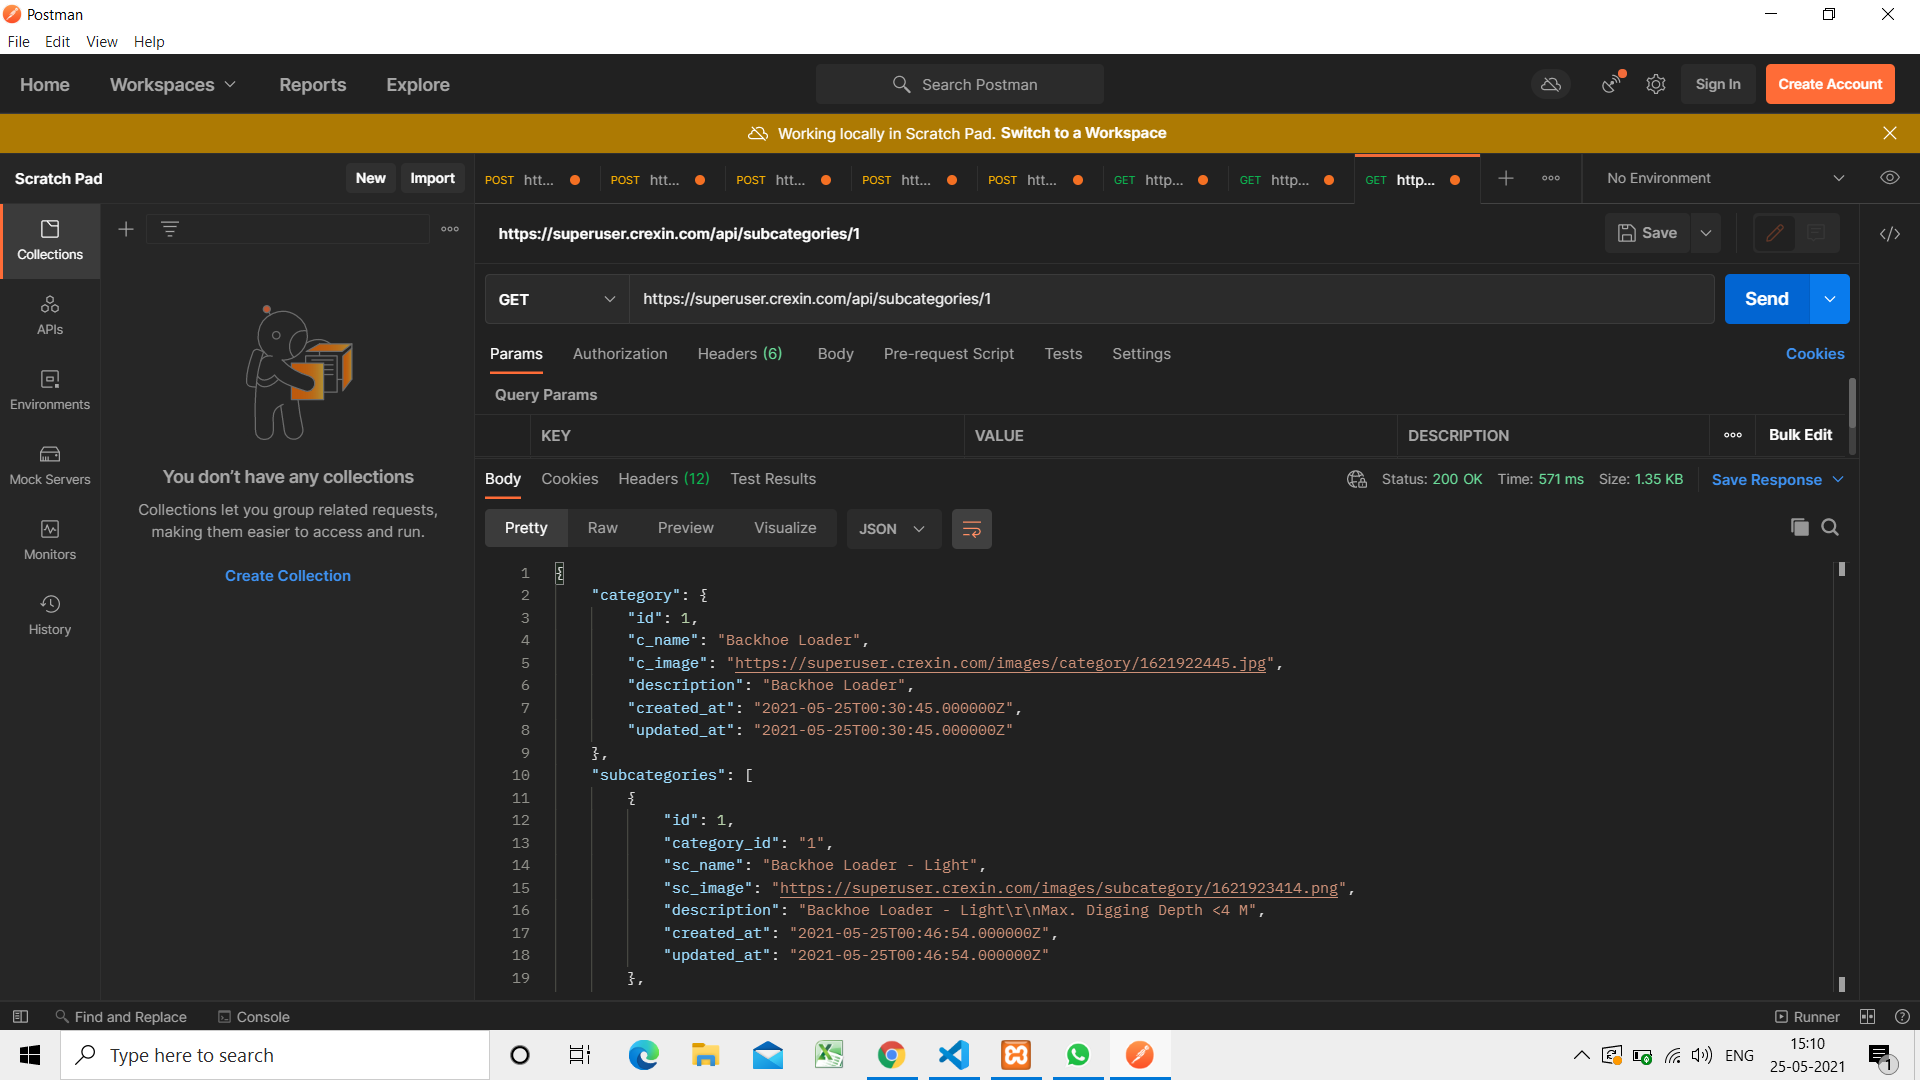 Postman
File Edit View Help
Home Workspaces Reports Explore Search Postman Sign In Create Account
Working locally in Scratch Pad. Switch to a Workspace
Scratch Pad New Import
POST htt... POST htt... POST htt... POST htt... POST htt... GET http... GET http... GET http... No Environment
Collections
APIs
Environments
Mock Servers
Monitors
History
You don’t have any collections
Collections let you group related requests,
making them easier to access and run.
Create Collection
https://superuser.crexin.com/api/subcategories/1 Save
GET https://superuser.crexin.com/api/subcategories/1 Send
Params Authorization Headers (6) Body Pre-request Script Tests Settings Cookies
Query Params
KEY VALUE DESCRIPTION Bulk Edit
Body Cookies Headers (12) Test Results Status: 200 OK Time: 571 ms Size: 1.35 KB Save Response
Pretty Raw Preview Visualize JSON
1 {
2 "category": {
3 "id": 1,
4 "c_name": "Backhoe Loader",
5 "c_image": "https://superuser.crexin.com/images/category/1621922445.jpg",
6 "description": "Backhoe Loader",
7 "created_at": "2021-05-25T00:30:45.000000Z",
8 "updated_at": "2021-05-25T00:30:45.000000Z"
9 },
10 "subcategories": [
11 {
12 "id": 1,
13 "category_id": "1",
14 "sc_name": "Backhoe Loader - Light",
15 "sc_image": "https://superuser.crexin.com/images/subcategory/1621923414.png",
16 "description": "Backhoe Loader - Light\r\nMax. Digging Depth <4 M",
17 "created_at": "2021-05-25T00:46:54.000000Z",
18 "updated_at": "2021-05-25T00:46:54.000000Z"
19 },
Find and Replace Console Runner
Type here to search ENG 15:10
25-05-2021 1